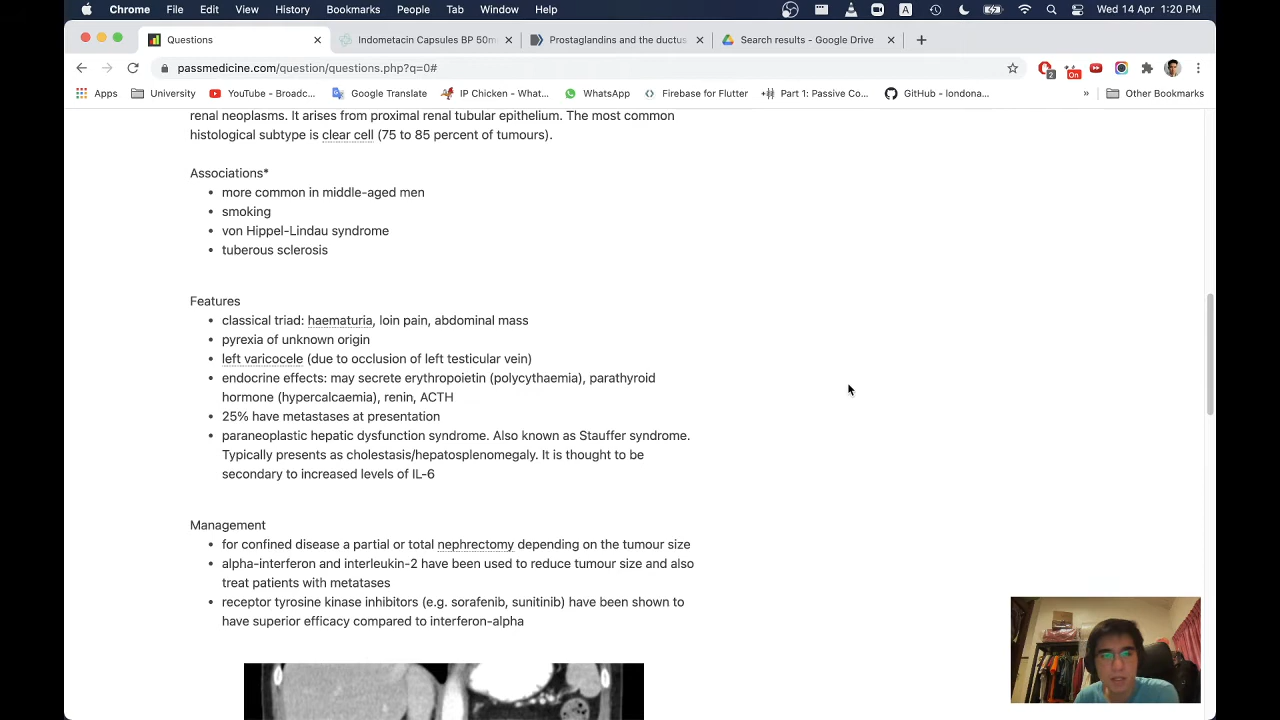 Chrome File Edit View History Bookmarks People Tab Window Help Wed 14 Apr 1:20 PM
Questions Indometacin Capsules BP 50m Prostaglandins and the ductus Search results - Google Drive
passmedicine.com/question/questions.php?q=0#
2 On
Apps University YouTube - Broadc... Google Translate IP Chicken - What... WhatsApp Firebase for Flutter Part 1: Passive Co... GitHub - londona... » Other Bookmarks
renal neoplasms. It arises from proximal renal tubular epithelium. The most common
histological subtype is clear cell (75 to 85 percent of tumours).
Associations*
• more common in middle-aged men
• smoking
• von Hippel-Lindau syndrome
• tuberous sclerosis
Features
• classical triad: haematuria, loin pain, abdominal mass
• pyrexia of unknown origin
• left varicocele (due to occlusion of left testicular vein)
• endocrine effects: may secrete erythropoietin (polycythaemia), parathyroid
hormone (hypercalcaemia), renin, ACTH
• 25% have metastases at presentation
• paraneoplastic hepatic dysfunction syndrome. Also known as Stauffer syndrome.
Typically presents as cholestasis/hepatosplenomegaly. It is thought to be
secondary to increased levels of IL-6
Management
• for confined disease a partial or total nephrectomy depending on the tumour size
• alpha-interferon and interleukin-2 have been used to reduce tumour size and also
treat patients with metatases
• receptor tyrosine kinase inhibitors (e.g. sorafenib, sunitinib) have been shown to
have superior efficacy compared to interferon-alpha